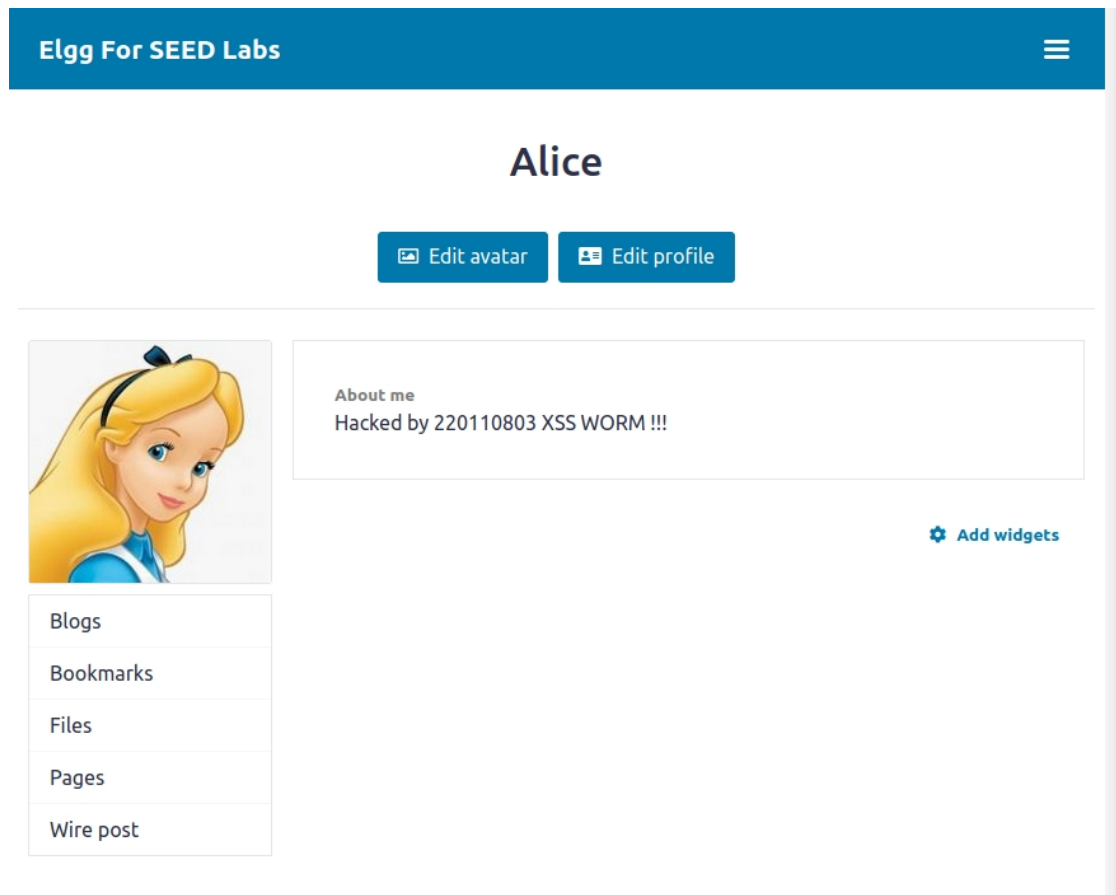 Elgg For SEED Labs
Alice
Edit avatar
Edit profile
About me
Hacked by 220110803 XSS WORM !!!
Add widgets
Blogs
Bookmarks
Files
Pages
Wire post